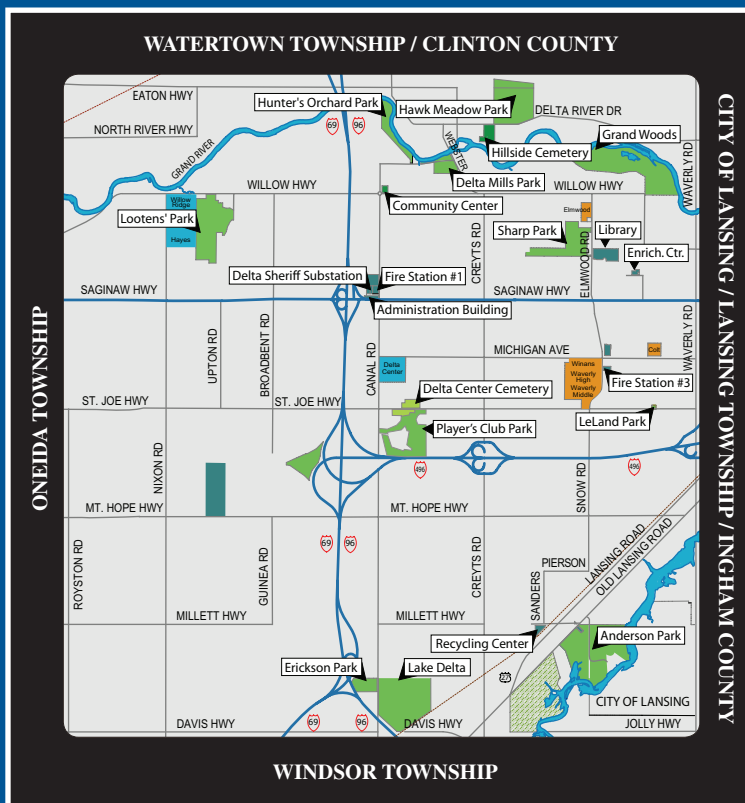 WATERTOWN TOWNSHIP / CLINTON COUNTY
EATON HWY
Hunter's Orchard Park
Hawk Meadow Park
DELTA RIVER DR
69
96
NORTH RIVER HWY
GRAND RIVER
WEBSTER
Hillside Cemetery
Grand Woods
WAVERLY RD
Delta Mills Park
WILLOW HWY
WILLOW HWY
Willow
Ridge
Hayes
Lootens' Park
Community Center
Elmwood
Sharp Park
Library
CREYTS RD
ELMWOOD RD
Enrich. Ctr.
Delta Sheriff Substation
Fire Station #1
SAGINAW HWY
SAGINAW HWY
Administration Building
UPTON RD
BROADBENT RD
CANAL RD
WAVERLY RD
MICHIGAN AVE
Colt
Delta
Center
Winans
Waverly
High
Waverly
Middle
Fire Station #3
Delta Center Cemetery
ST. JOE HWY
ST. JOE HWY
LeLand Park
Player's Club Park
NIXON RD
496
496
SNOW RD
MT. HOPE HWY
MT. HOPE HWY
69
96
ROYSTON RD
GUINEA RD
CREYTS RD
PIERSON
LANSING ROAD
OLD LANSING ROAD
SANDERS
MILLETT HWY
MILLETT HWY
Recycling Center
Anderson Park
Erickson Park
Lake Delta
CITY OF LANSING
69
96
DAVIS HWY
DAVIS HWY
JOLLY HWY
ONEIDA TOWNSHIP
CITY OF LANSING / LANSING TOWNSHIP / INGHAM COUNTY
WINDSOR TOWNSHIP